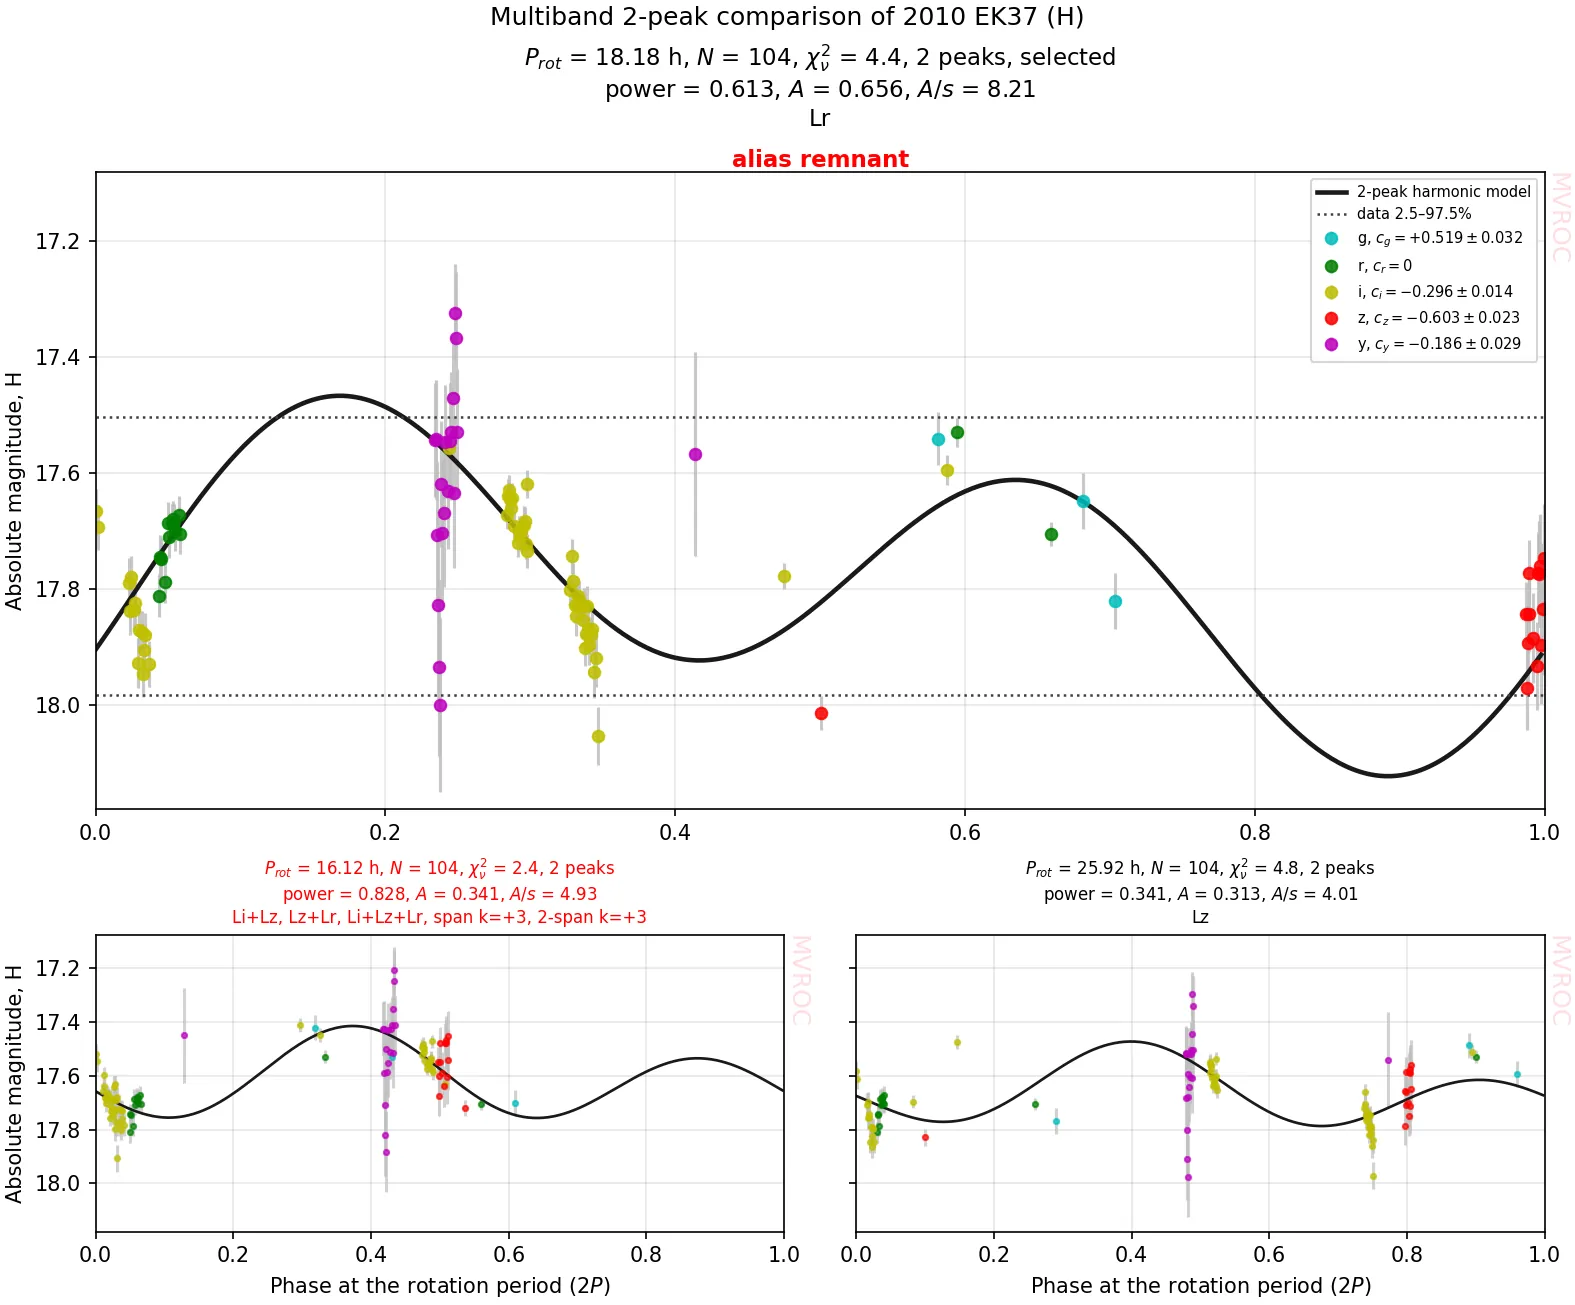 Multiband 2-peak comparison of 2010 EK37 (H)
P_rot = 18.18 h, N = 104, χ²_ν = 4.4, 2 peaks, selected
power = 0.613, A = 0.656, A/s = 8.21
Lr
alias remnant
2-peak harmonic model
data 2.5–97.5%
g, c_g = +0.519 ± 0.032
r, c_r = 0
i, c_i = −0.296 ± 0.014
z, c_z = −0.603 ± 0.023
y, c_y = −0.186 ± 0.029
MVROC
Absolute magnitude, H
17.2
17.4
17.6
17.8
18.0
0.0 0.2 0.4 0.6 0.8 1.0
P_rot = 16.12 h, N = 104, χ²_ν = 2.4, 2 peaks
power = 0.828, A = 0.341, A/s = 4.93
Li+Lz, Lz+Lr, Li+Lz+Lr, span k=+3, 2-span k=+3
MVROC
Absolute magnitude, H
17.2
17.4
17.6
17.8
18.0
0.0 0.2 0.4 0.6 0.8 1.0
Phase at the rotation period (2P)
P_rot = 25.92 h, N = 104, χ²_ν = 4.8, 2 peaks
power = 0.341, A = 0.313, A/s = 4.01
Lz
MVROC
0.0 0.2 0.4 0.6 0.8 1.0
Phase at the rotation period (2P)